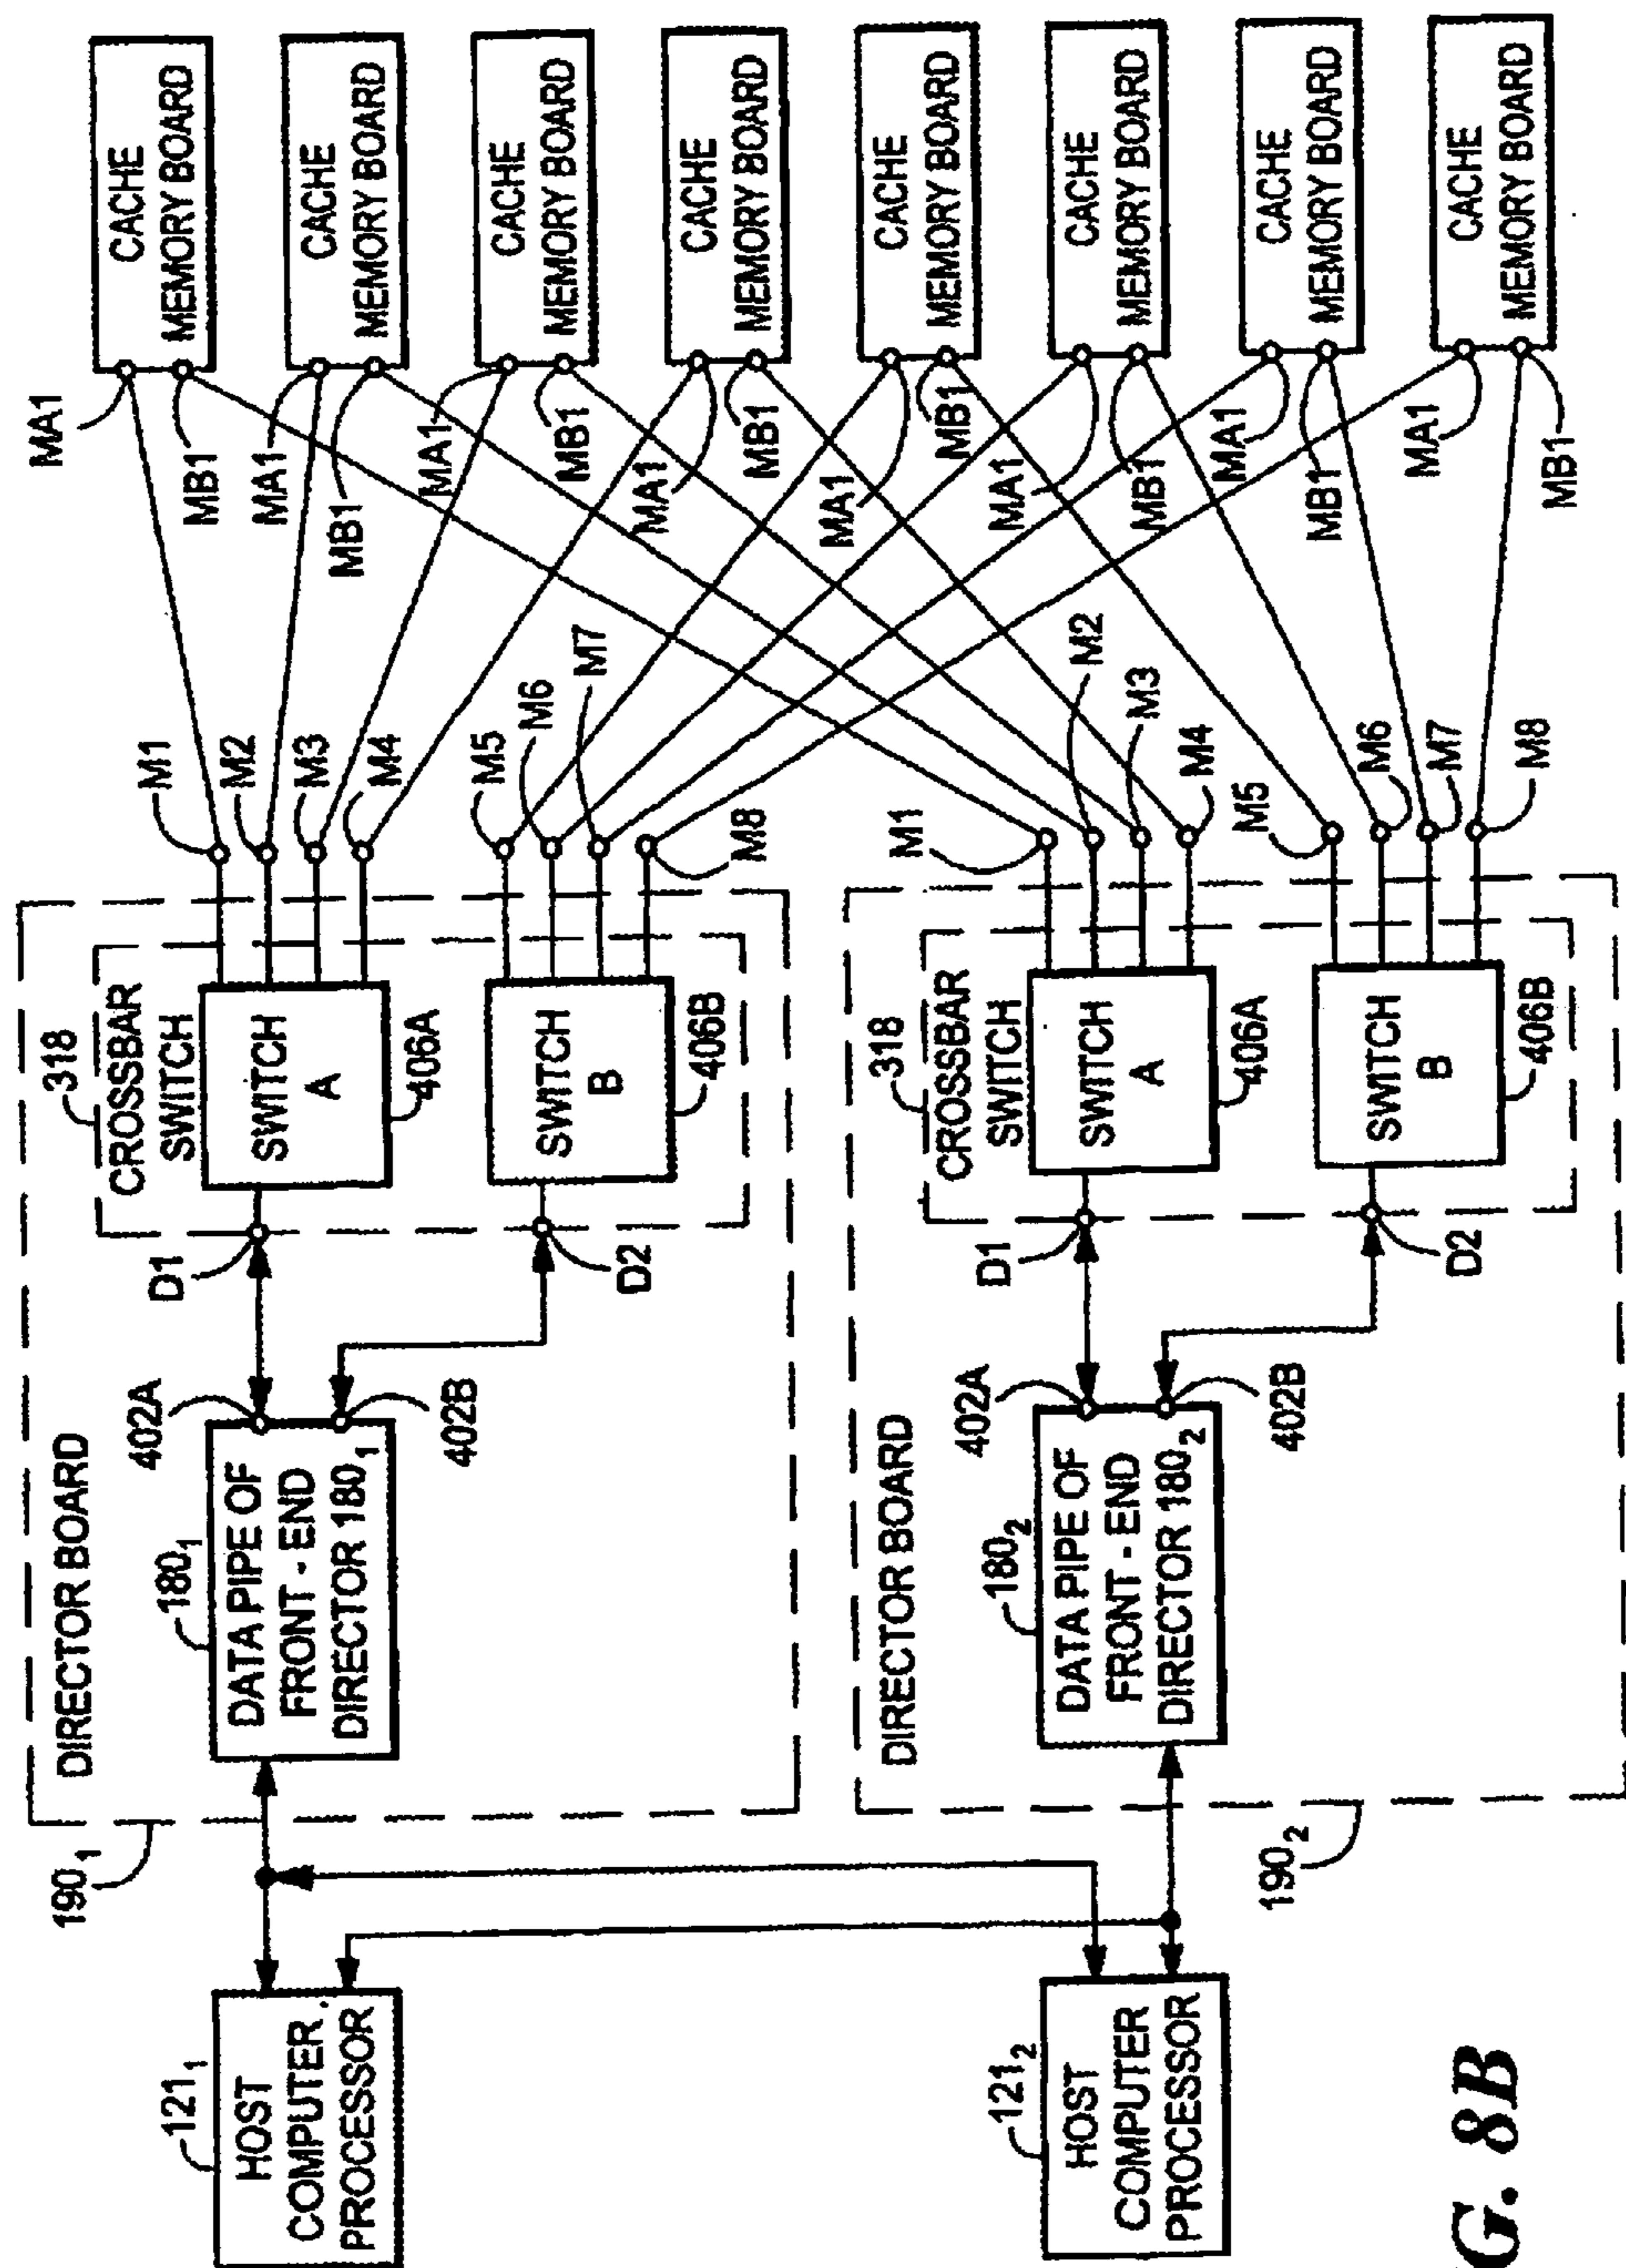 121₁
HOST
COMPUTER
PROCESSOR
121₂
HOST
COMPUTER
PROCESSOR
190₁
DIRECTOR BOARD
180₁
DATA PIPE OF
FRONT - END
DIRECTOR 180₁
402A
402B
D1
D2
318
CROSSBAR
SWITCH
SWITCH
A
406A
SWITCH
B
406B
M1
M2
M3
M4
M5
M6
M7
M8
190₂
DIRECTOR BOARD
180₂
DATA PIPE OF
FRONT - END
DIRECTOR 180₂
402A
402B
D1
D2
318
CROSSBAR
SWITCH
SWITCH
A
406A
SWITCH
B
406B
M1
M2
M3
M4
M5
M6
M7
M8
MA1
MB1
MA1
MB1
MA1
MB1
MA1
MB1
MA1
MB1
MA1
MB1
MA1
MB1
MA1
MB1
CACHE
MEMORY BOARD
CACHE
MEMORY BOARD
CACHE
MEMORY BOARD
CACHE
MEMORY BOARD
CACHE
MEMORY BOARD
CACHE
MEMORY BOARD
CACHE
MEMORY BOARD
CACHE
MEMORY BOARD
G. 8B